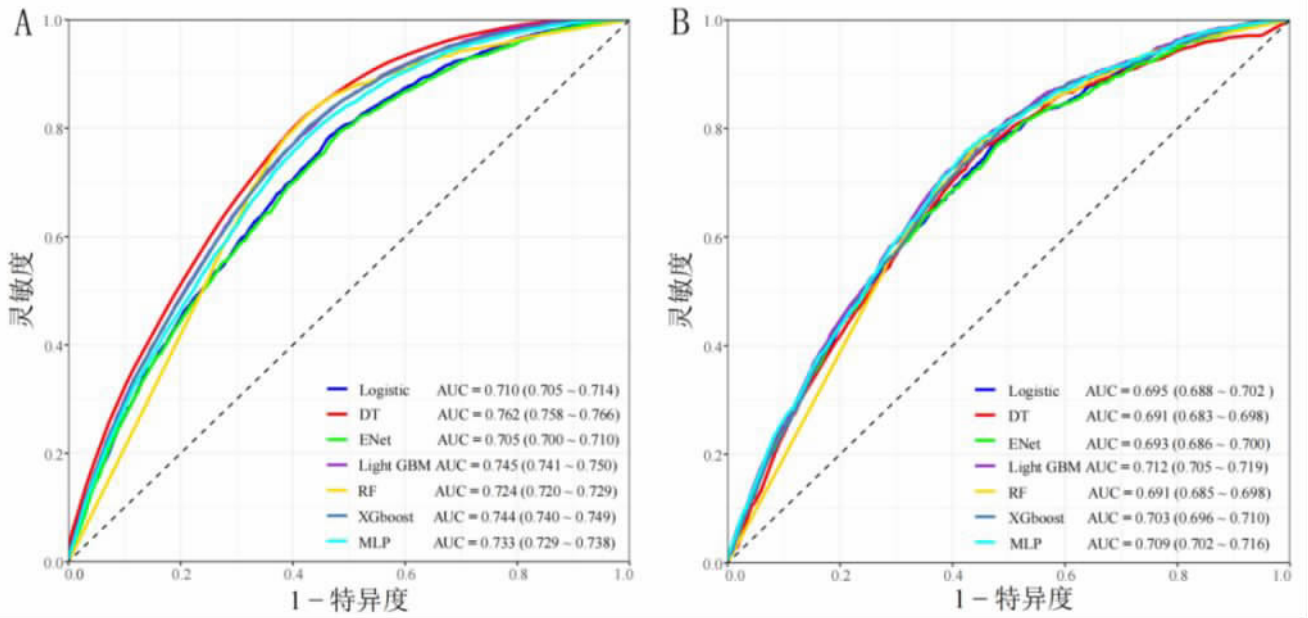 A
1.0
0.8
0.6
0.4
0.2
0.0
灵敏度
Logistic AUC = 0.710 (0.705 ~ 0.714)
DT AUC = 0.762 (0.758 ~ 0.766)
ENet AUC = 0.705 (0.700 ~ 0.710)
Light GBM AUC = 0.745 (0.741 ~ 0.750)
RF AUC = 0.724 (0.720 ~ 0.729)
XGboost AUC = 0.744 (0.740 ~ 0.749)
MLP AUC = 0.733 (0.729 ~ 0.738)
0.0 0.2 0.4 0.6 0.8 1.0
1 - 特异度
B
1.0
0.8
0.6
0.4
0.2
0.0
灵敏度
Logistic AUC = 0.695 (0.688 ~ 0.702 )
DT AUC = 0.691 (0.683 ~ 0.698)
ENet AUC = 0.693 (0.686 ~ 0.700)
Light GBM AUC = 0.712 (0.705 ~ 0.719)
RF AUC = 0.691 (0.685 ~ 0.698)
XGboost AUC = 0.703 (0.696 ~ 0.710)
MLP AUC = 0.709 (0.702 ~ 0.716)
0.0 0.2 0.4 0.6 0.8 1.0
1 - 特异度